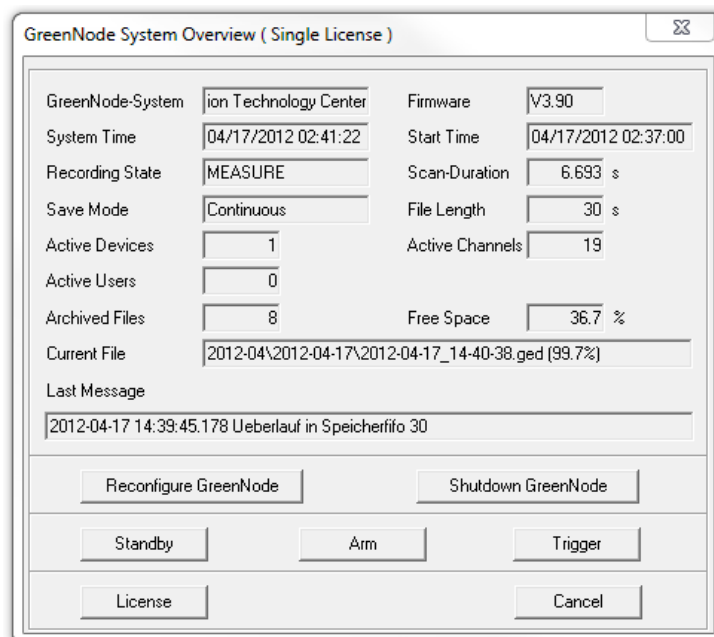 GreenNode System Overview ( Single License )
GreenNode-System ion Technology Center Firmware V3.90
System Time 04/17/2012 02:41:22 Start Time 04/17/2012 02:37:00
Recording State MEASURE Scan-Duration 6.693 s
Save Mode Continuous File Length 30 s
Active Devices 1 Active Channels 19
Active Users 0
Archived Files 8 Free Space 36.7 %
Current File 2012-04\2012-04-17\2012-04-17_14-40-38.ged (99.7%)
Last Message
2012-04-17 14:39:45.178 Ueberlauf in Speicherfifo 30
Reconfigure GreenNode Shutdown GreenNode
Standby Arm Trigger
License Cancel